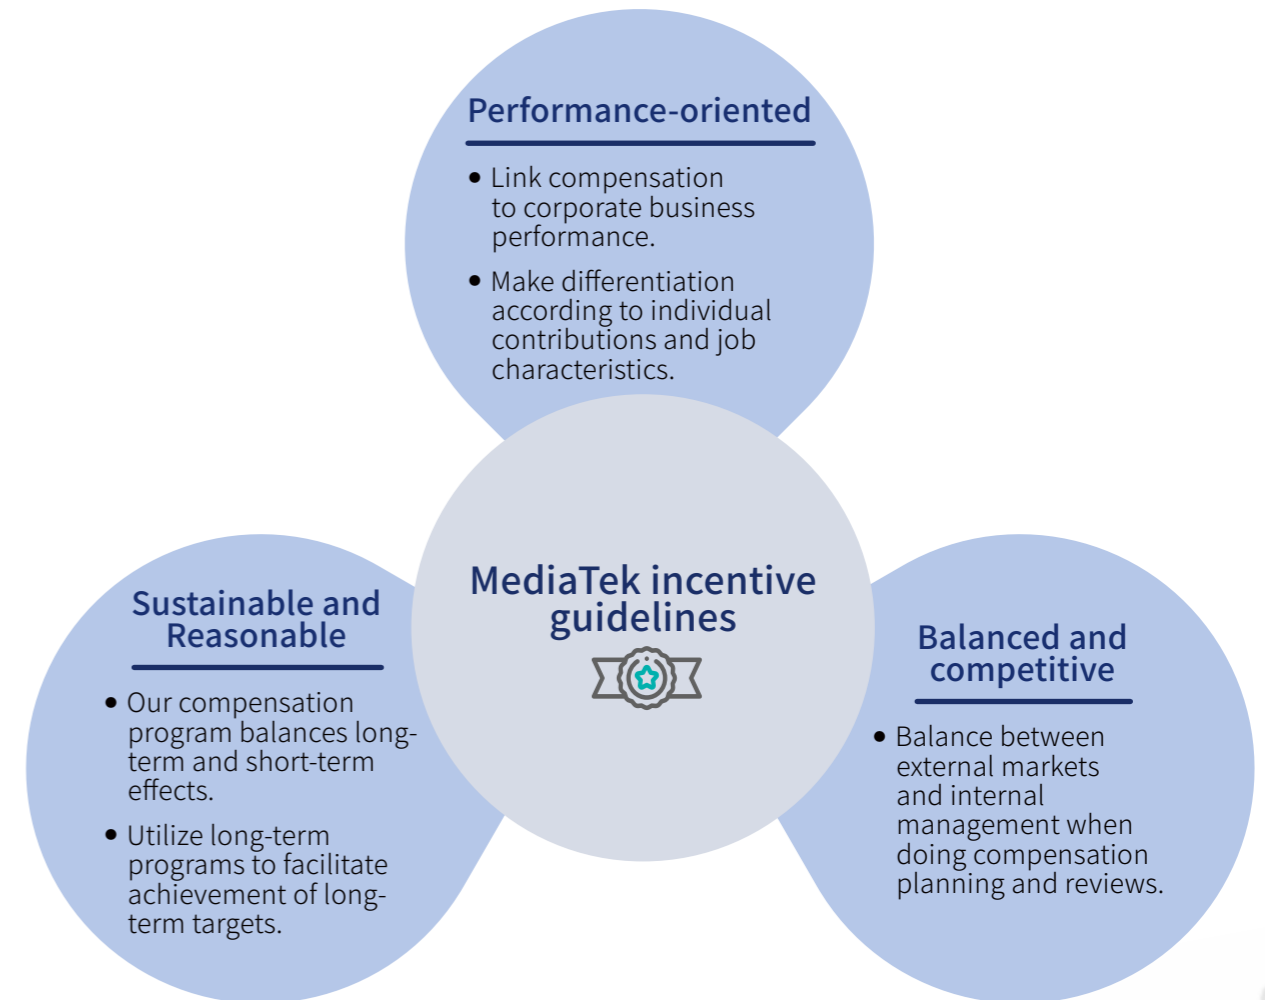 Performance-oriented
• Link compensation
to corporate business
performance.
• Make differentiation
according to individual
contributions and job
characteristics.
MediaTek incentive
guidelines
Sustainable and
Reasonable
• Our compensation
program balances long-
term and short-term
effects.
• Utilize long-term
programs to facilitate
achievement of long-
term targets.
Balanced and
competitive
• Balance between
external markets
and internal
management when
doing compensation
planning and reviews.